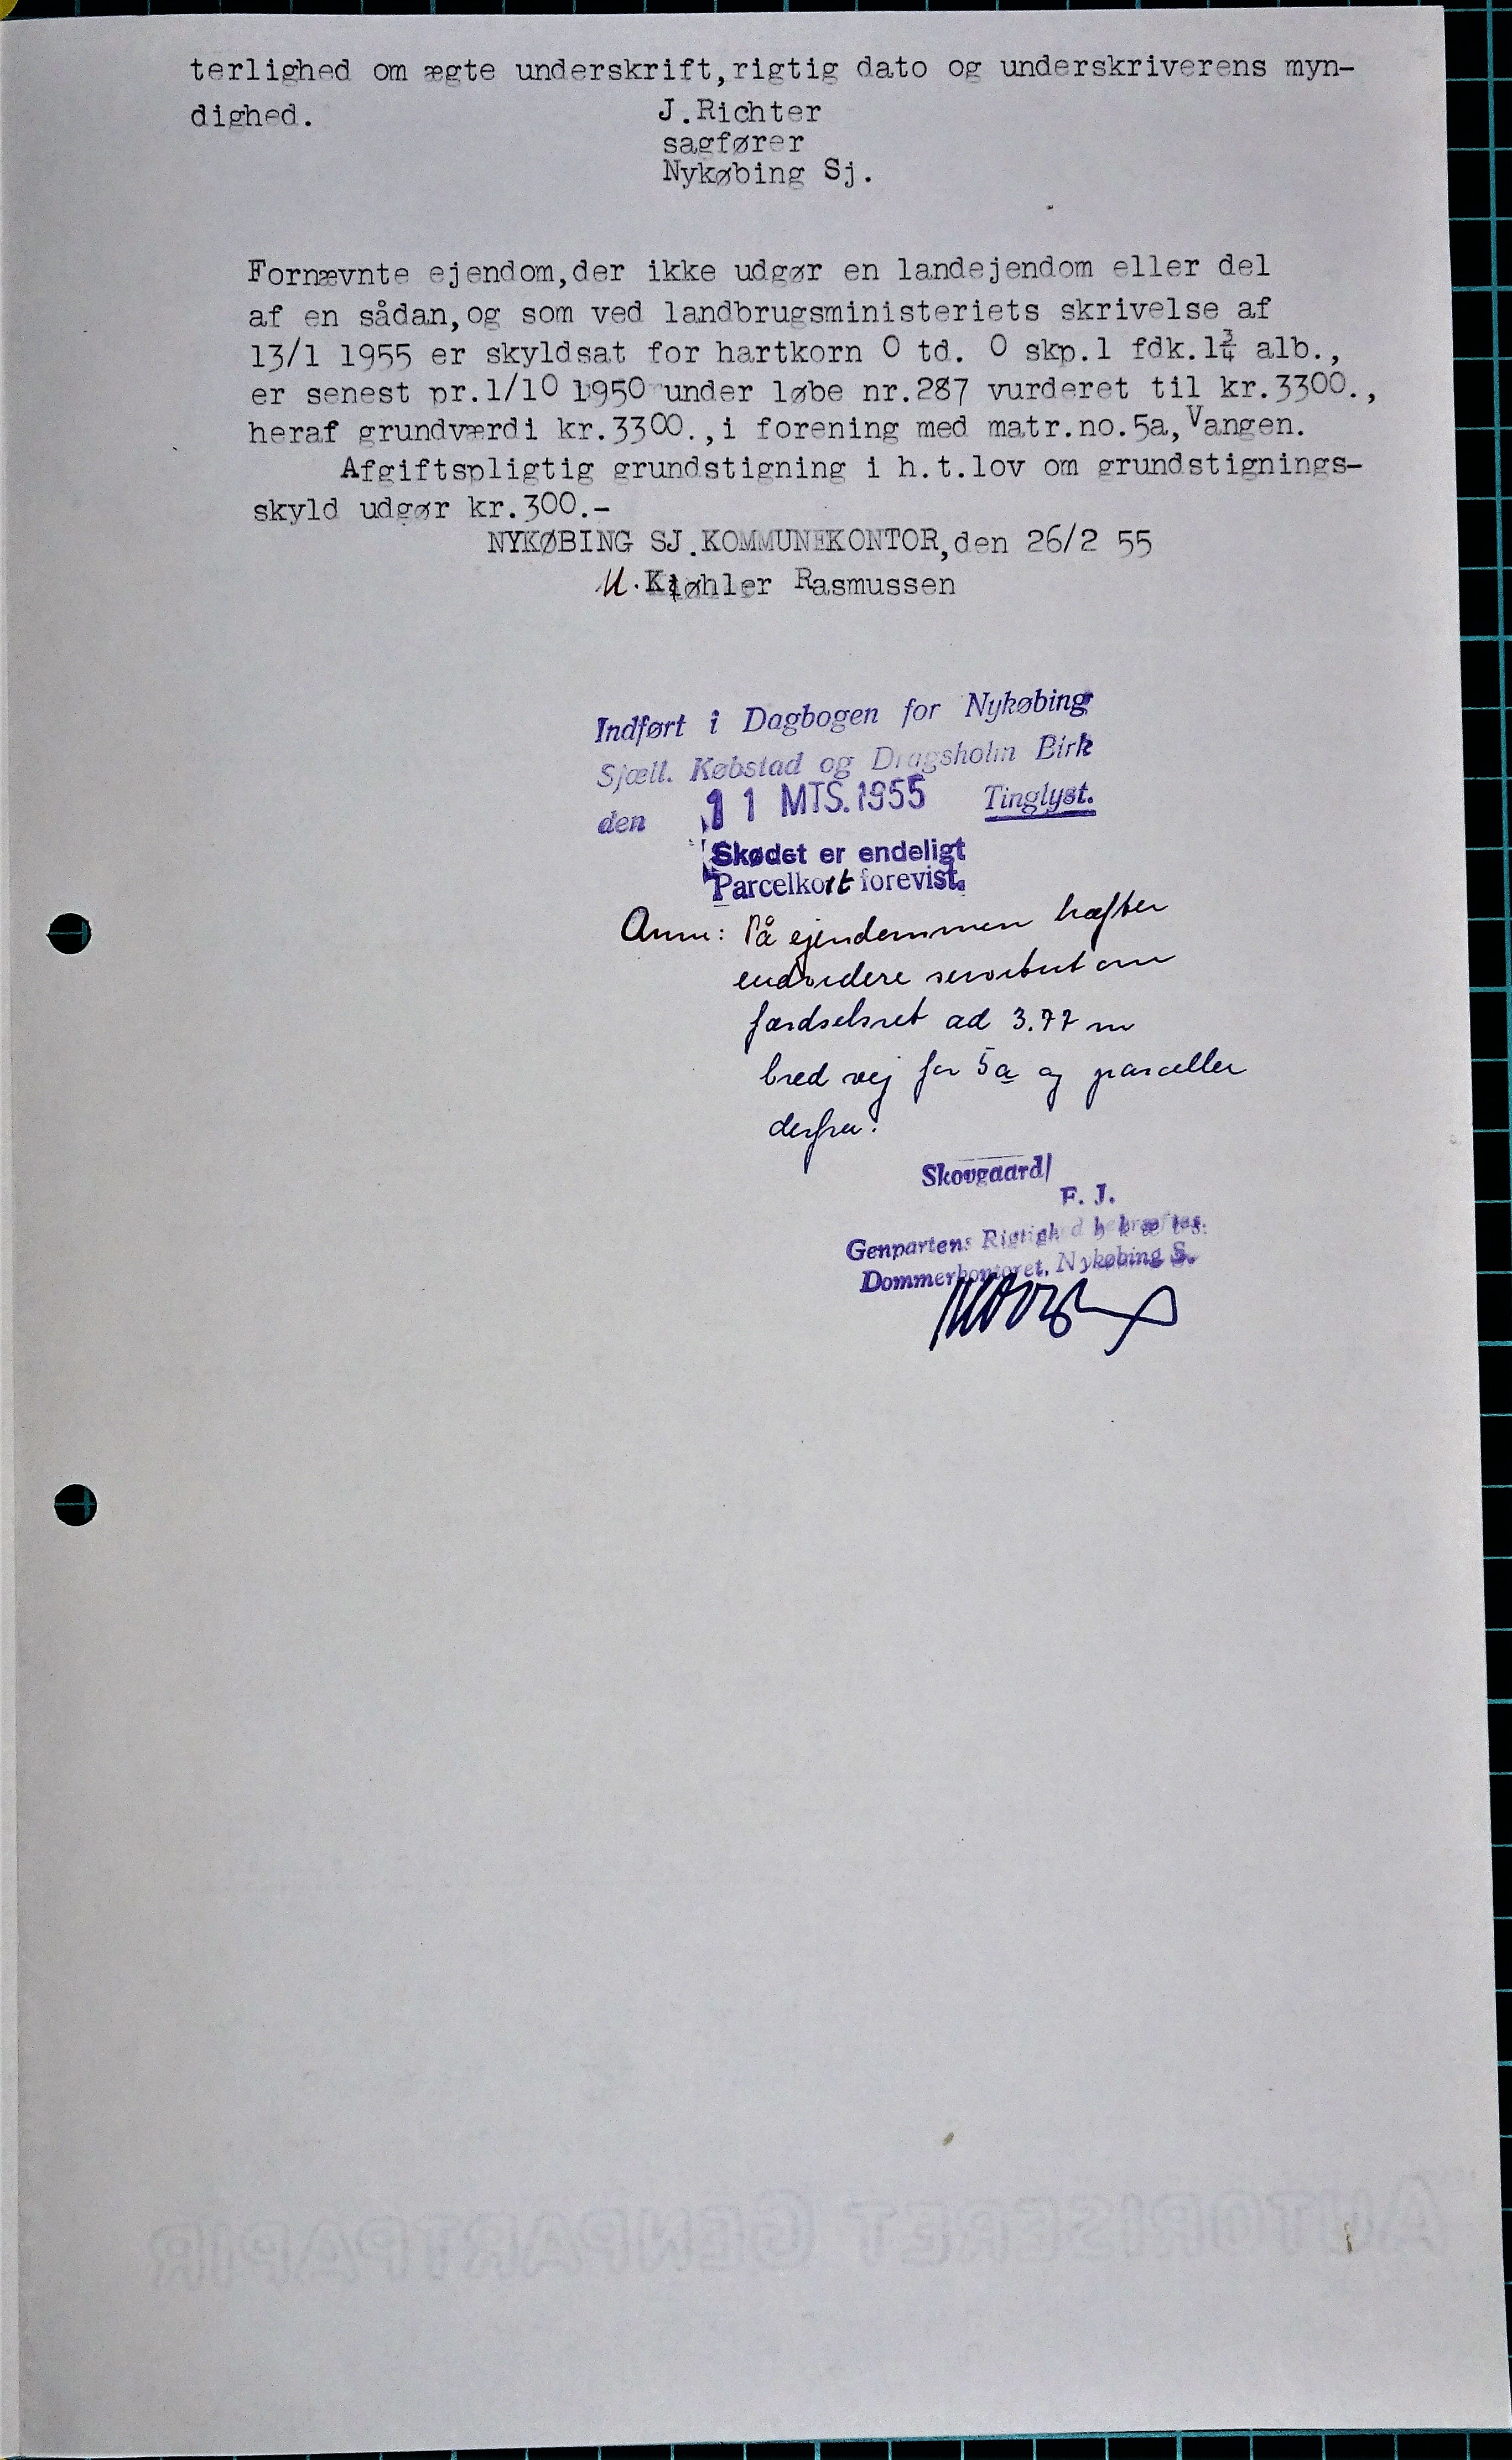 terlighed om ægte underskrift,rigtig dato og underskriverens myn-
dighed.
J.Richter
sagfører
Nykøbing Sj.
Fornævnte ejendom,der ikke udgør en landejendom eller del
af en sådan,og som ved landbrugsministeriets skrivelse af
13/1 1955 er skyldsat for hartkorn 0 td. 0 skp.1 fdk.1¾ alb.,
er senest pr.1/10 1950 under løbe nr.287 vurderet til kr.3300.,
heraf grundværdi kr.3300.,i forening med matr.no.5a,Vangen.
Afgiftspligtig grundstigning i h.t.lov om grundstignings-
skyld udgør kr.300.-
NYKØBING SJ.KOMMUNEKONTOR,den 26/2 55
Køhler Rasmussen
Indført i Dagbogen for Nykøbing
Sjæll. Købstad og Dragsholm Birk
den 11 MTS.1955 Tinglyst.
Skødet er endeligt
Parcelkort forevist.
Anm: På ejendommen hæfter
endvidere servitut om
færdselsret ad 3.77 m
bred vej for 5a og parceller
derfra.
Skovgaard/
F. J.
Genpartens Rigtighed bekræftes.
Dommerkontoret, Nykøbing S.
AUTORISERET GENPARTPAPIR